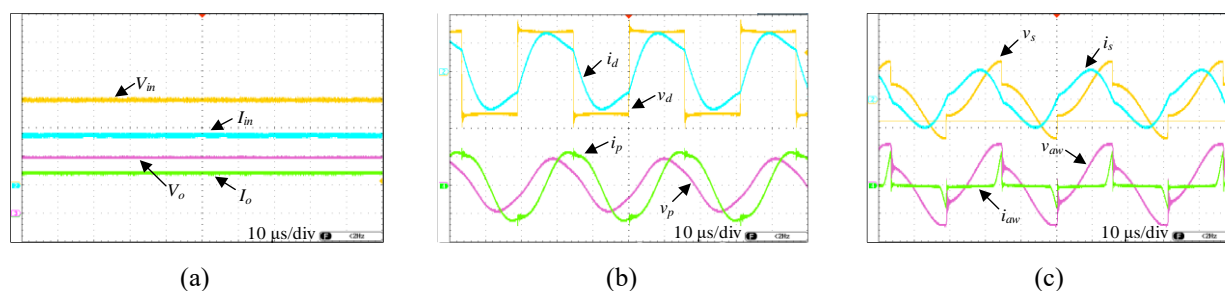 V_in
I_in
V_o
I_o
10 µs/div
(a)
i_d
v_d
i_p
v_p
10 µs/div
(b)
v_s
i_s
v_aw
i_aw
10 µs/div
(c)